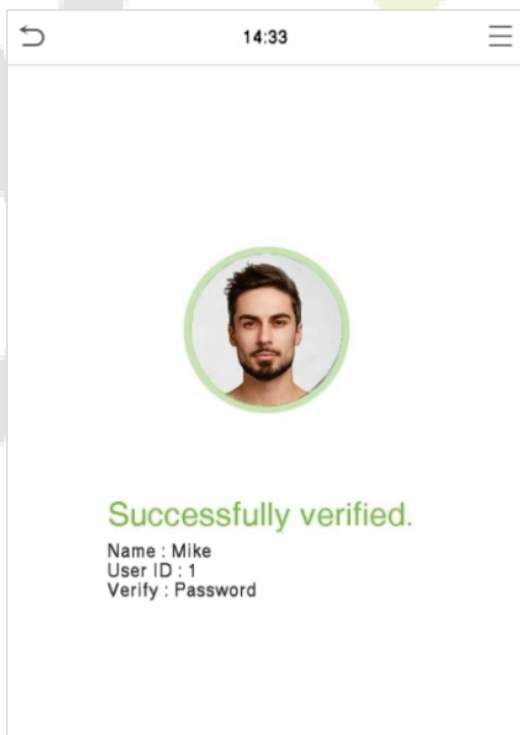 14:33
Successfully verified.
Name : Mike
User ID : 1
Verify : Password